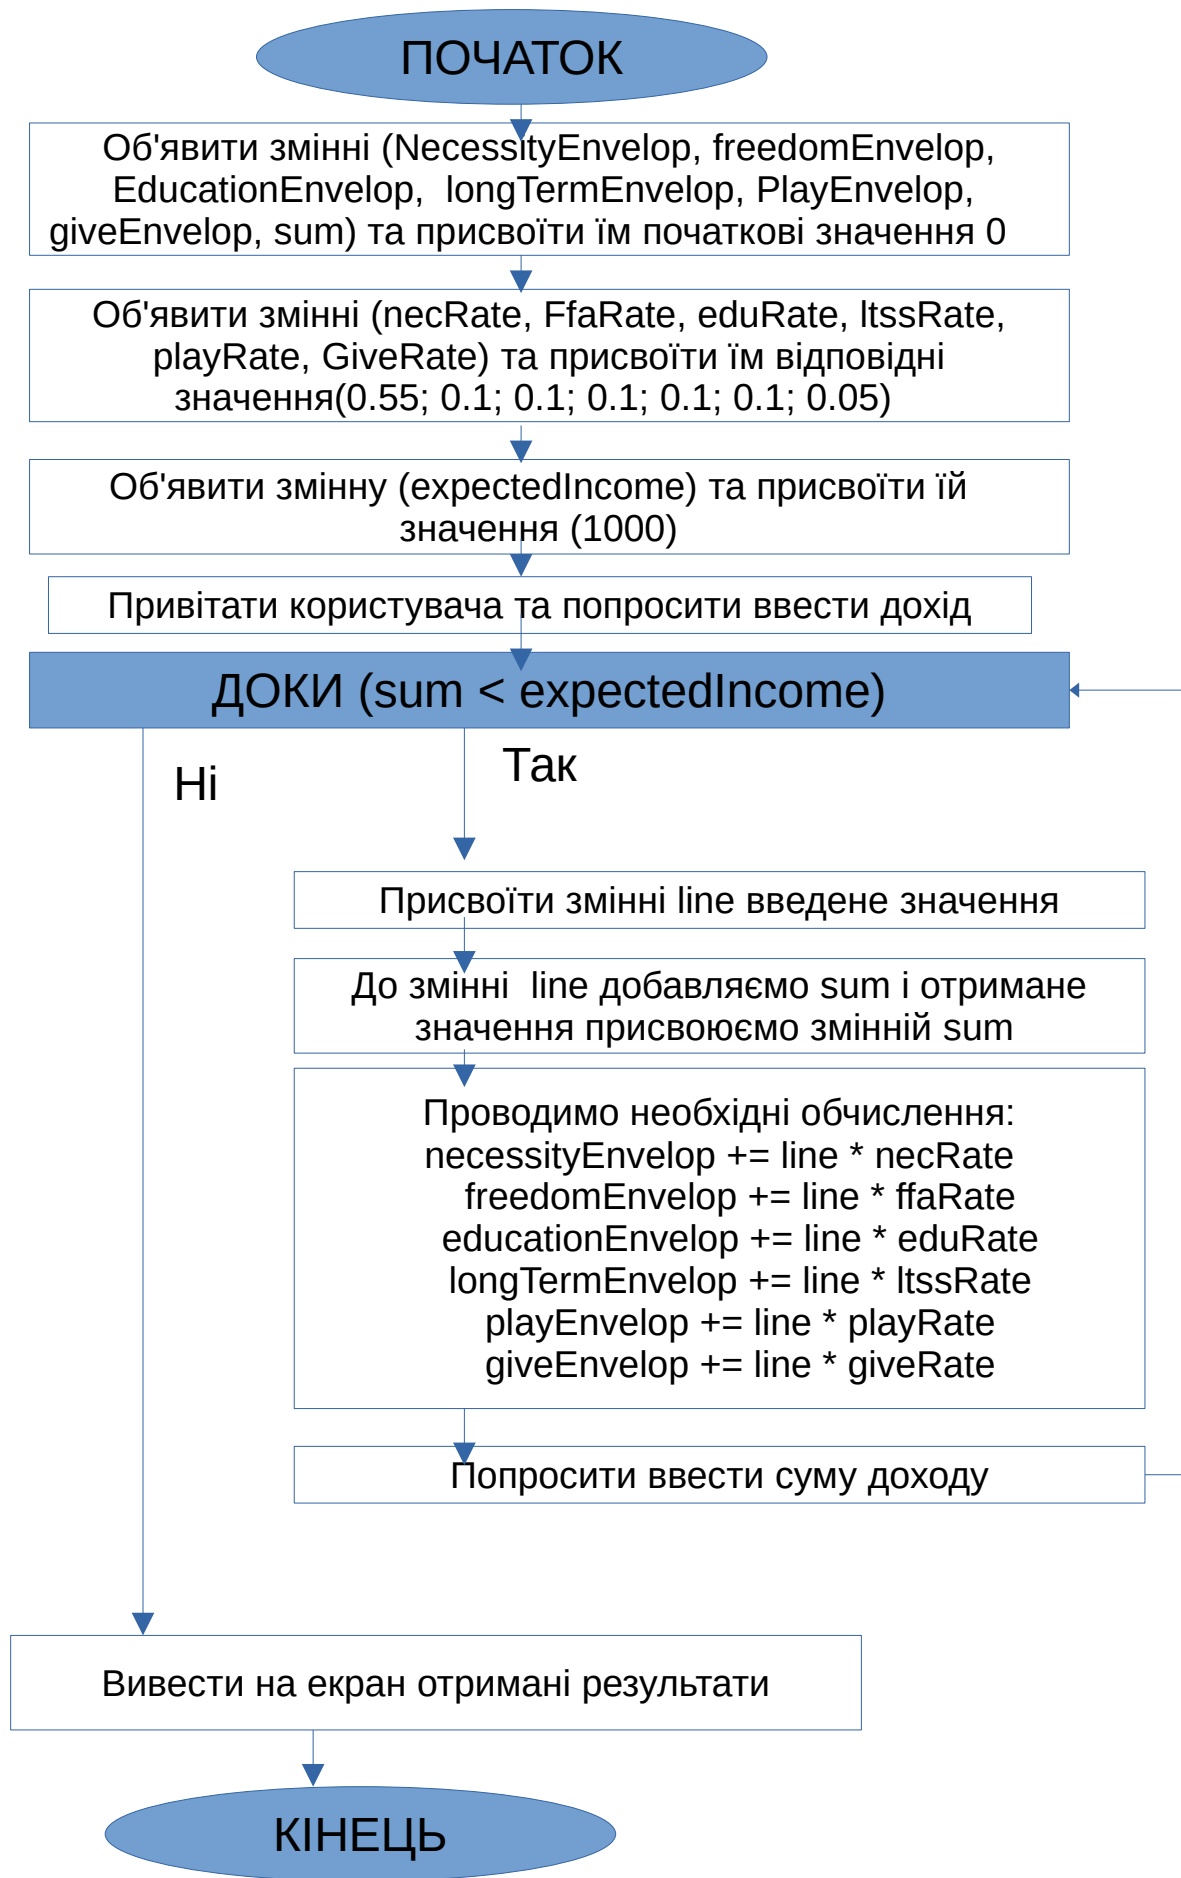 ПОЧАТОК
Об'явити змінні (NecessityEnvelop, freedomEnvelop,
EducationEnvelop, longTermEnvelop, PlayEnvelop,
giveEnvelop, sum) та присвоїти їм початкові значення 0
Об'явити змінні (necRate, FfaRate, eduRate, ltssRate,
playRate, GiveRate) та присвоїти їм відповідні
значення(0.55; 0.1; 0.1; 0.1; 0.1; 0.1; 0.05)
Об'явити змінну (expectedIncome) та присвоїти їй
значення (1000)
Привітати користувача та попросити ввести дохід
ДОКИ (sum < expectedIncome)
Ні
Так
Присвоїти змінні line введене значення
До змінні line добавляємо sum і отримане
значення присвоюємо змінній sum
Проводимо необхідні обчислення:
necessityEnvelop += line * necRate
freedomEnvelop += line * ffaRate
educationEnvelop += line * eduRate
longTermEnvelop += line * ltssRate
playEnvelop += line * playRate
giveEnvelop += line * giveRate
Попросити ввести суму доходу
Вивести на екран отримані результати
КІНЕЦЬ